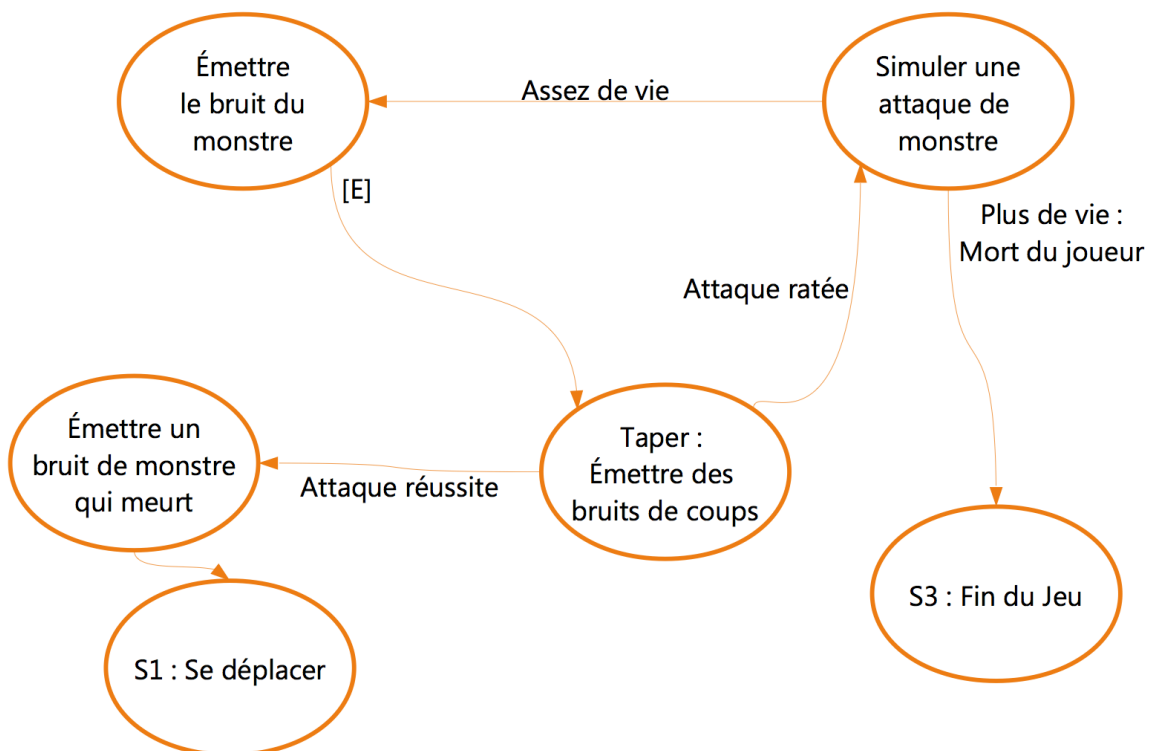 Émettre
le bruit du
monstre
Assez de vie
Simuler une
attaque de
monstre
[E]
Plus de vie :
Mort du joueur
Attaque ratée
Émettre un
bruit de monstre
qui meurt
Attaque réussite
Taper :
Émettre des
bruits de coups
S3 : Fin du Jeu
S1 : Se déplacer